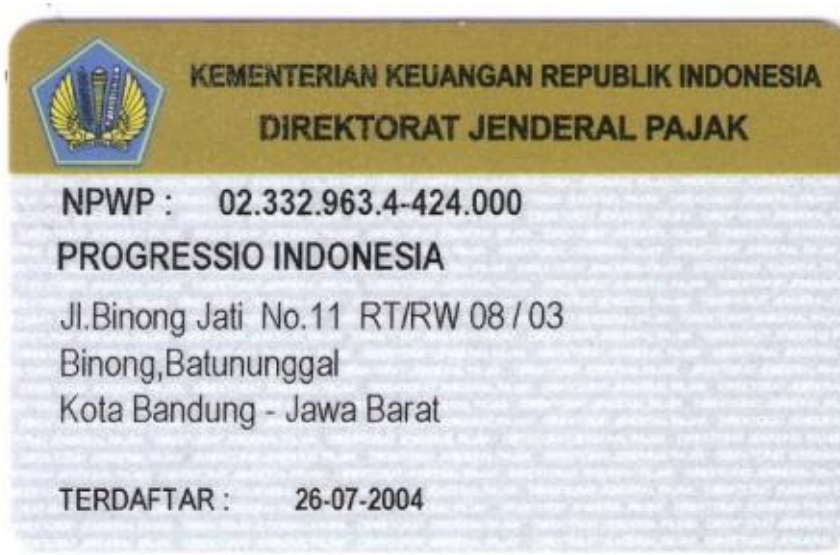 KEMENTERIAN KEUANGAN REPUBLIK INDONESIA
DIREKTORAT JENDERAL PAJAK
NPWP : 02.332.963.4-424.000
PROGRESSIO INDONESIA
Jl.Binong Jati No.11 RT/RW 08 / 03
Binong,Batununggal
Kota Bandung - Jawa Barat
TERDAFTAR : 26-07-2004